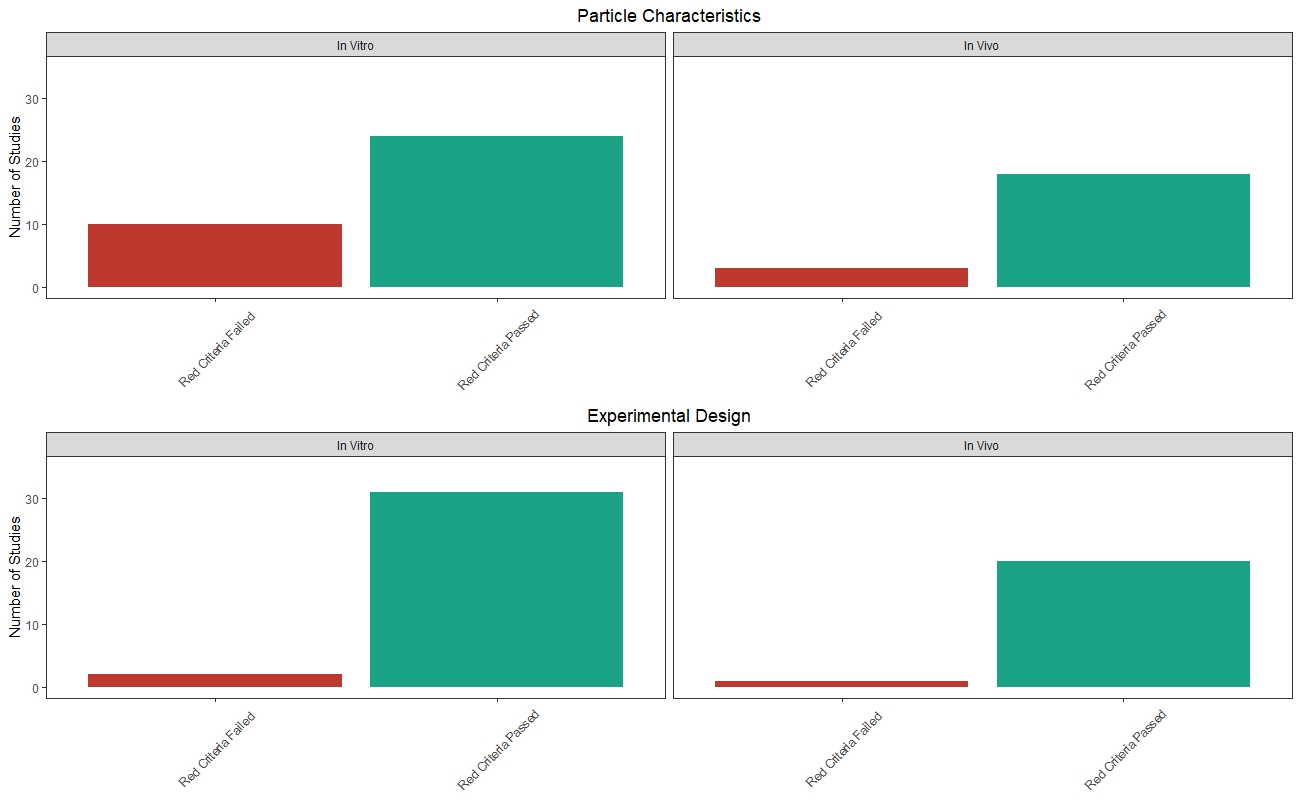 Particle Characteristics
In Vitro
In Vivo
Number of Studies
30
20
10
0
Red Criteria Failed
Red Criteria Passed
Red Criteria Failed
Red Criteria Passed
Experimental Design
In Vitro
In Vivo
Number of Studies
30
20
10
0
Red Criteria Failed
Red Criteria Passed
Red Criteria Failed
Red Criteria Passed